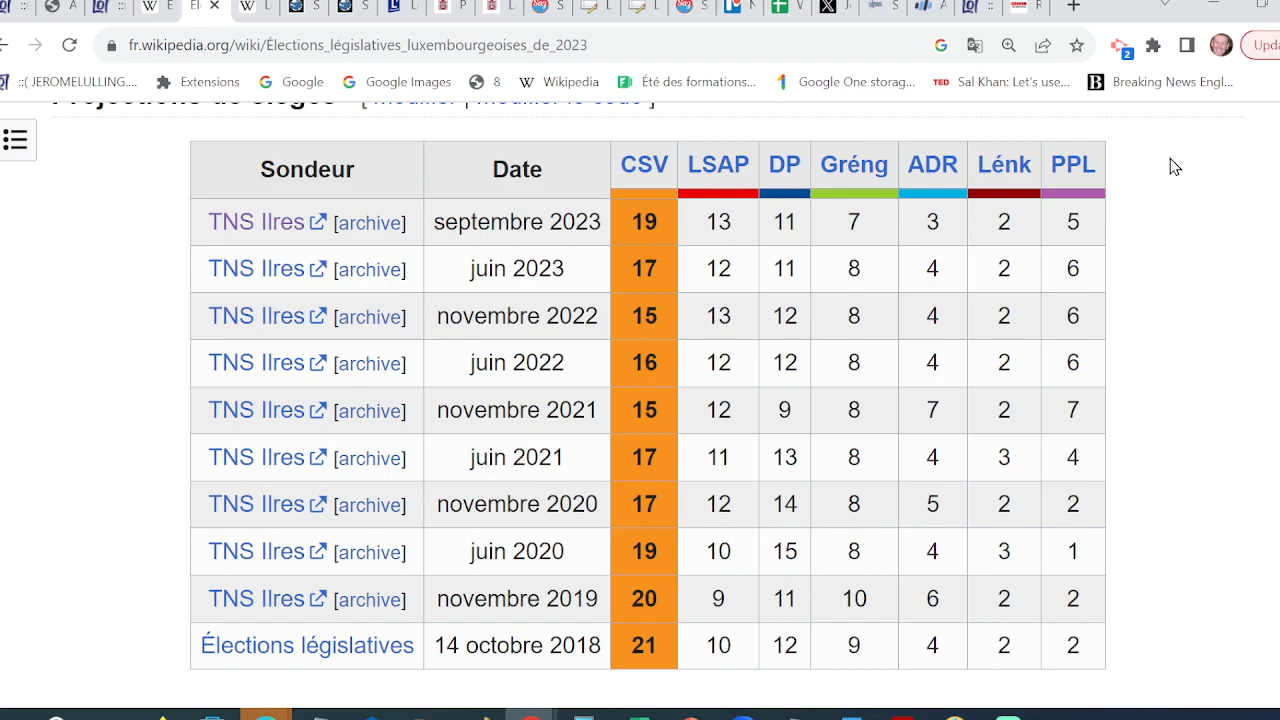 fr.wikipedia.org/wiki/Élections_législatives_luxembourgeoises_de_2023
Upda
2
::( JEROMELULLING.... Extensions Google Google Images 8 Wikipedia Été des formations... Google One storag... TED Sal Khan: Let's use... B Breaking News Engl...
Projections de sièges [ modifier | modifier le code ]
Sondeur Date CSV LSAP DP Gréng ADR Lénk PPL
TNS Ilres [archive] septembre 2023 19 13 11 7 3 2 5
TNS Ilres [archive] juin 2023 17 12 11 8 4 2 6
TNS Ilres [archive] novembre 2022 15 13 12 8 4 2 6
TNS Ilres [archive] juin 2022 16 12 12 8 4 2 6
TNS Ilres [archive] novembre 2021 15 12 9 8 7 2 7
TNS Ilres [archive] juin 2021 17 11 13 8 4 3 4
TNS Ilres [archive] novembre 2020 17 12 14 8 5 2 2
TNS Ilres [archive] juin 2020 19 10 15 8 4 3 1
TNS Ilres [archive] novembre 2019 20 9 11 10 6 2 2
Élections législatives 14 octobre 2018 21 10 12 9 4 2 2